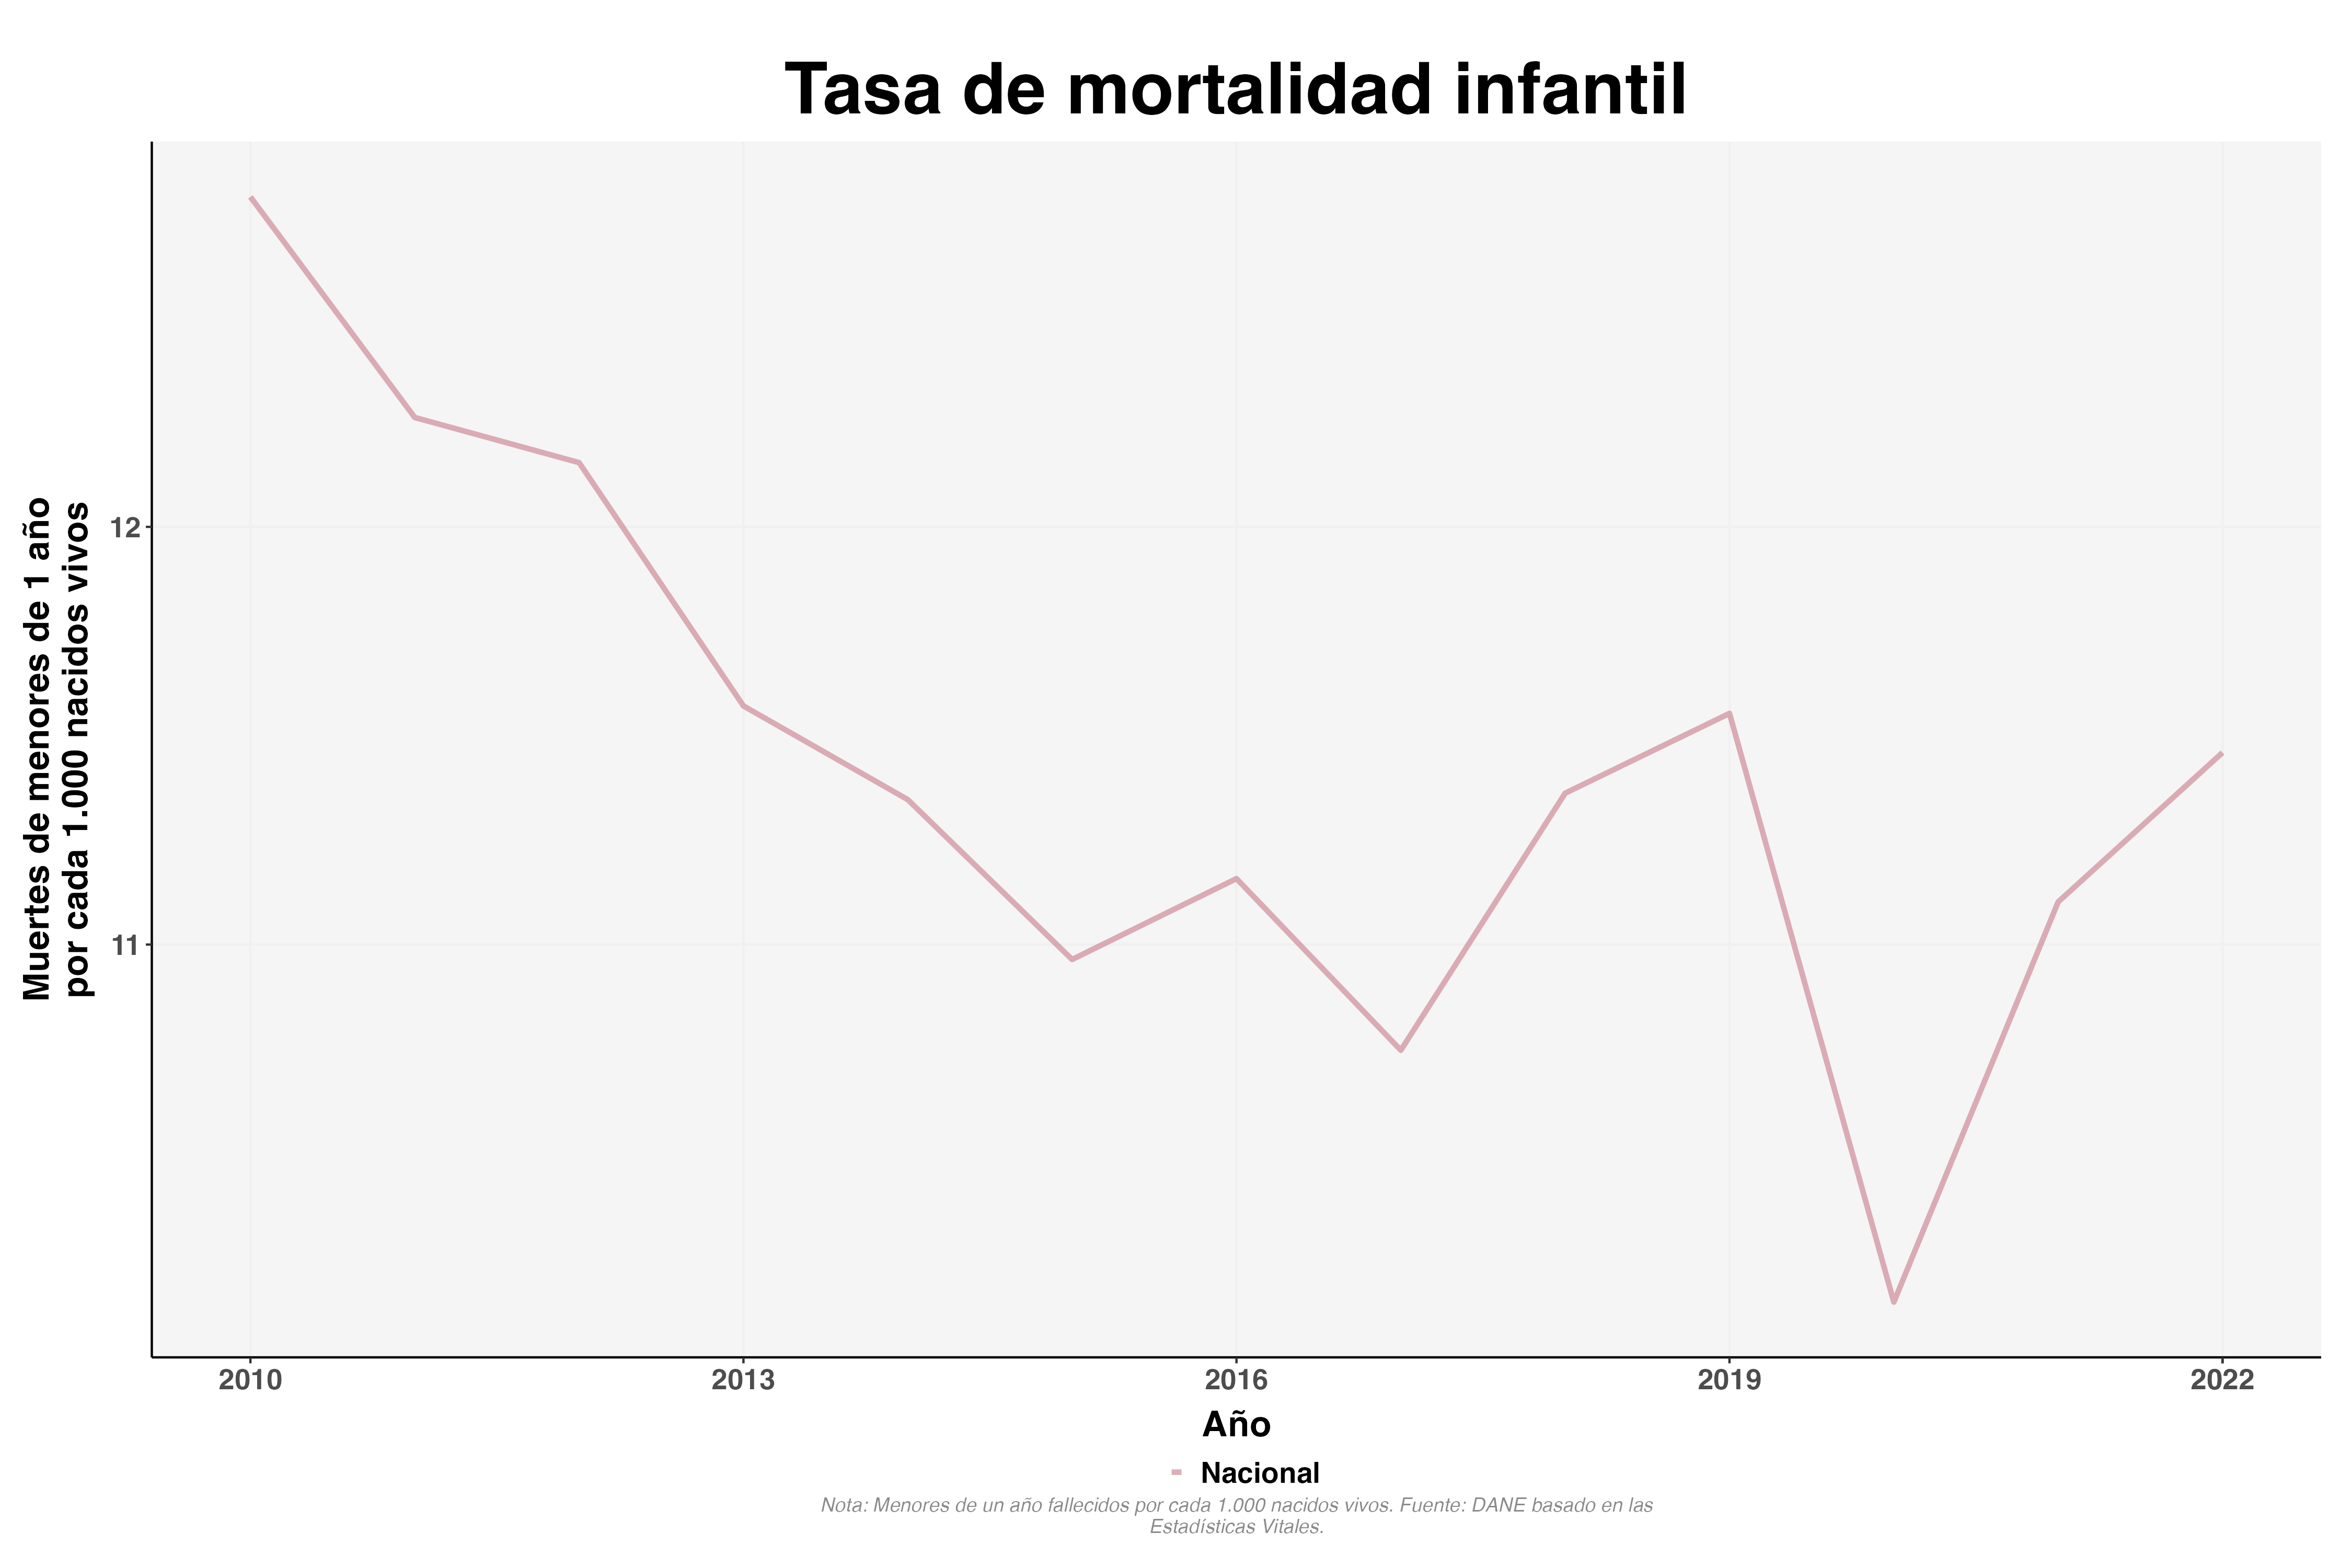 Tasa de mortalidad infantil
Muertes de menores de 1 año
por cada 1.000 nacidos vivos
12
11
2010
2013
2016
2019
2022
Año
Nacional
Nota: Menores de un año fallecidos por cada 1.000 nacidos vivos. Fuente: DANE basado en las
Estadísticas Vitales.